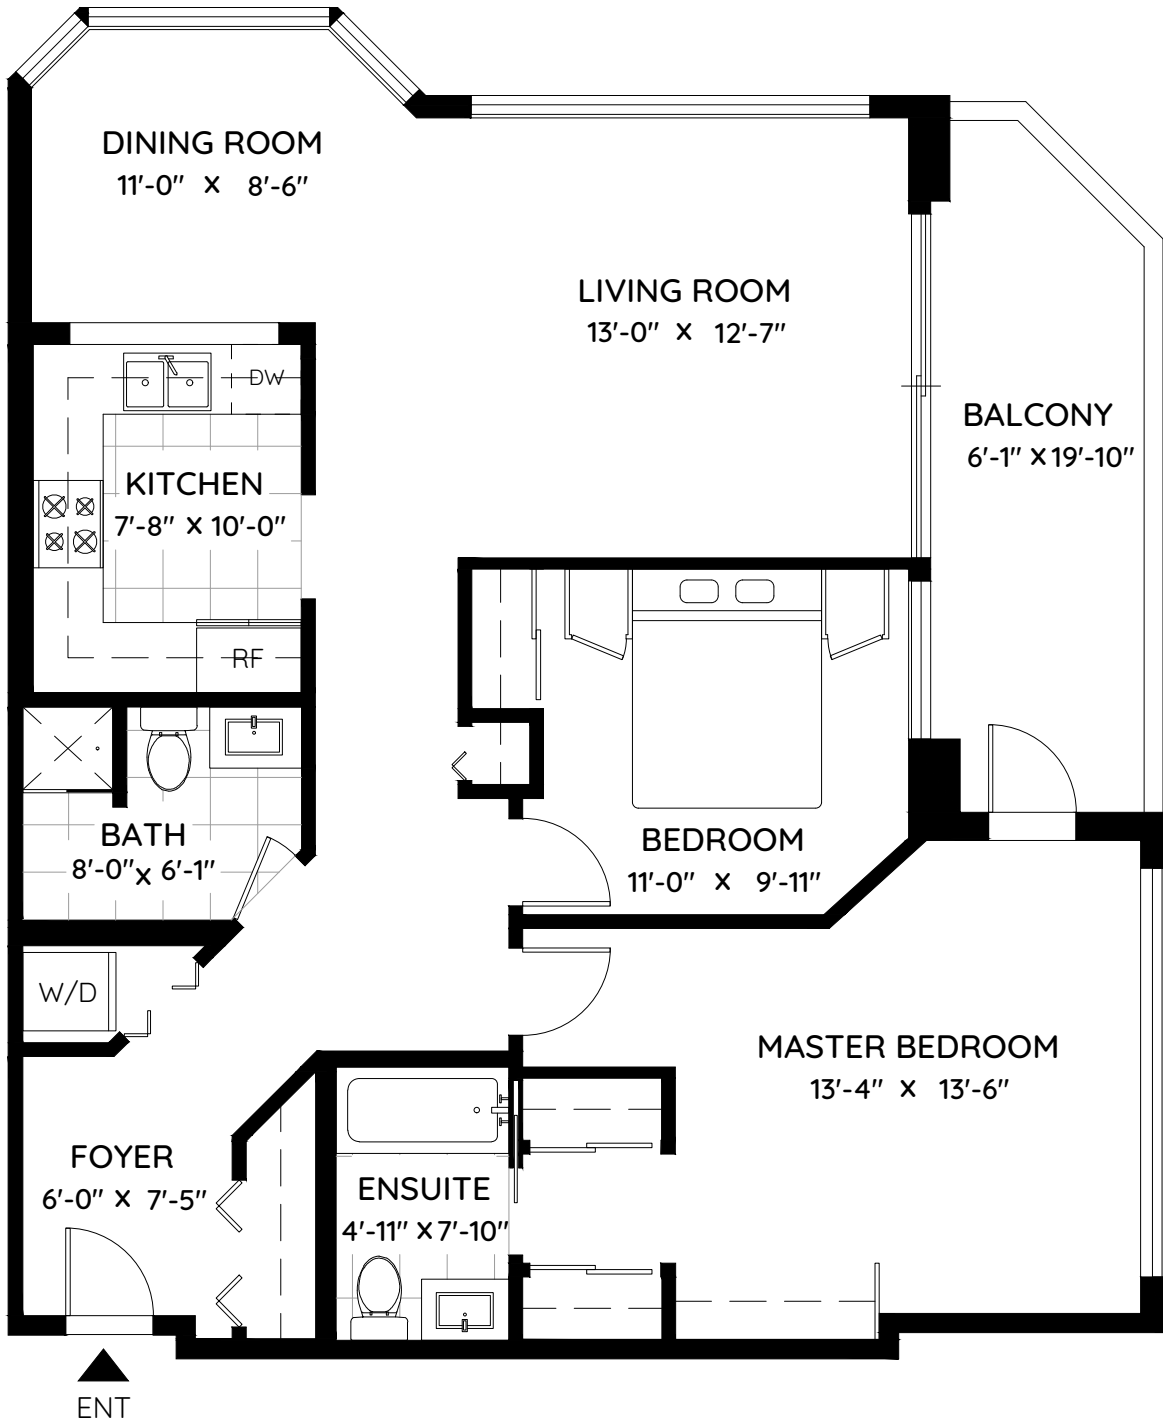 DINING ROOM
11'-0" X 8'-6"
LIVING ROOM
13'-0" X 12'-7"
DW
BALCONY
6'-1" X 19'-10"
KITCHEN
7'-8" X 10'-0"
RF
BATH
8'-0" X 6'-1"
BEDROOM
11'-0" X 9'-11"
W/D
MASTER BEDROOM
13'-4" X 13'-6"
FOYER
6'-0" X 7'-5"
ENSUITE
4'-11" X 7'-10"
ENT